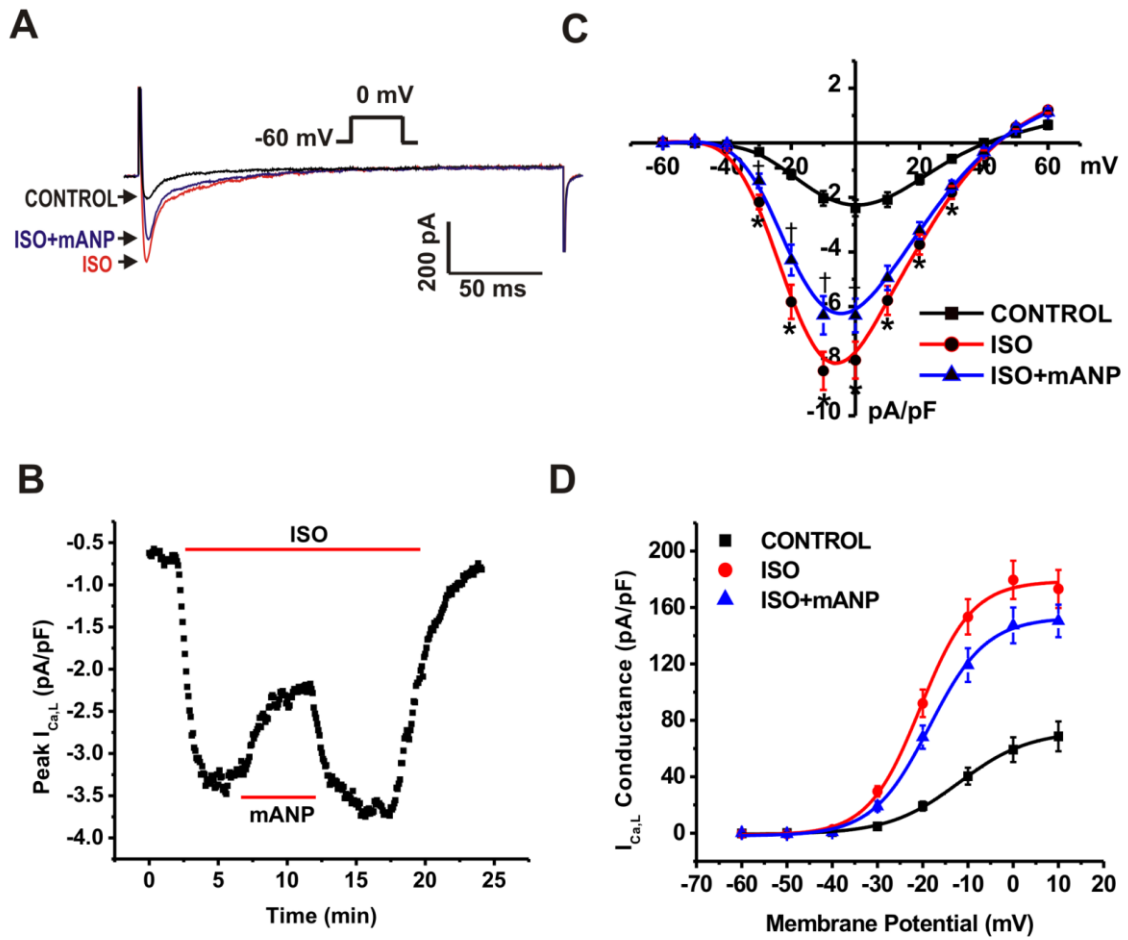 A
0 mV
-60 mV
CONTROL
ISO+mANP
ISO
200 pA
50 ms
C
2
-60 -40 -20 20 40 60 mV
-2
-4
-6
-8
-10 pA/pF
†
†
†
†
*
*
*
*
*
*
*
CONTROL
ISO
ISO+mANP
B
ISO
mANP
Peak I Ca,L (pA/pF)
-0.5
-1.0
-1.5
-2.0
-2.5
-3.0
-3.5
-4.0
0 5 10 15 20 25
Time (min)
D
CONTROL
ISO
ISO+mANP
I Ca,L Conductance (pA/pF)
200
160
120
80
40
0
-70 -60 -50 -40 -30 -20 -10 0 10 20
Membrane Potential (mV)